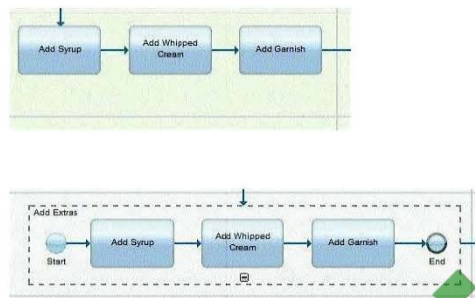 Add Syrup
Add Whipped
Cream
Add Garnish
Add Extras
Start
Add Syrup
Add Whipped
Cream
Add Garnish
End